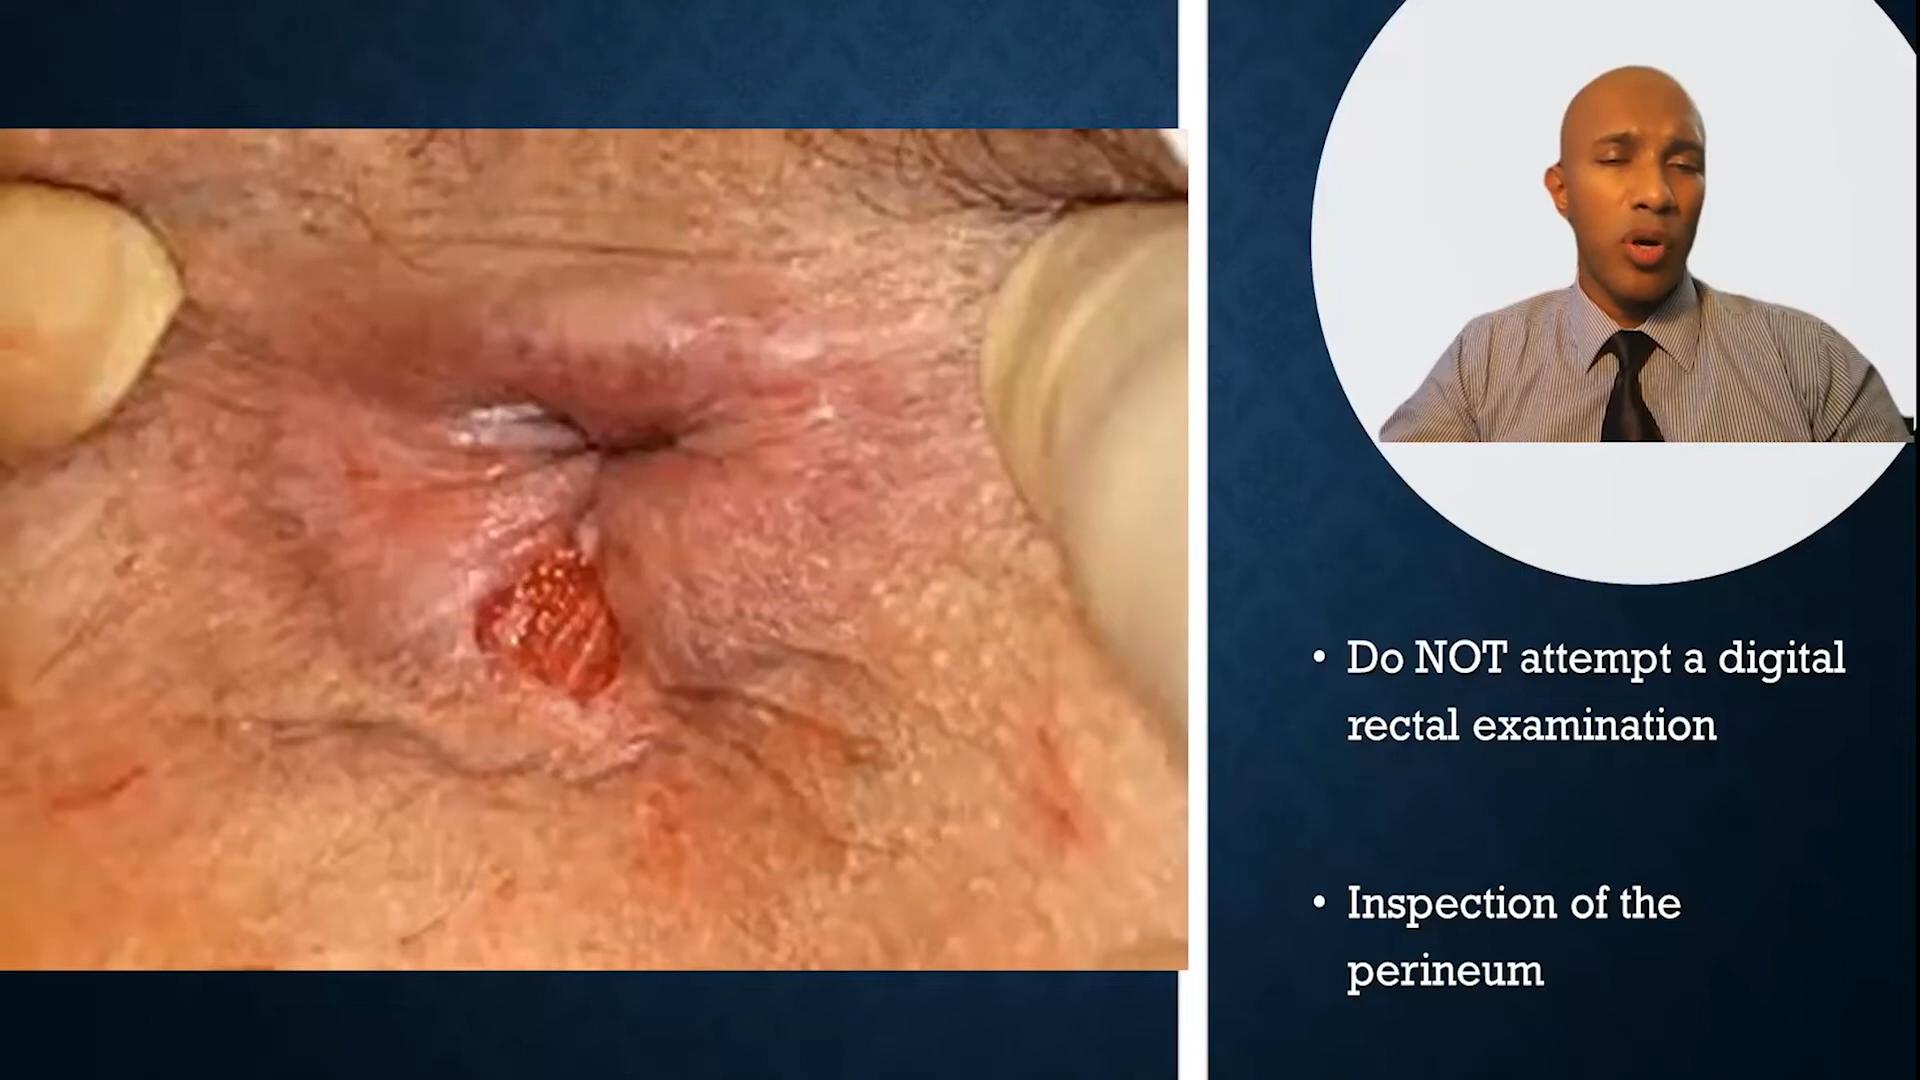 • Do NOT attempt a digital
rectal examination
• Inspection of the
perineum